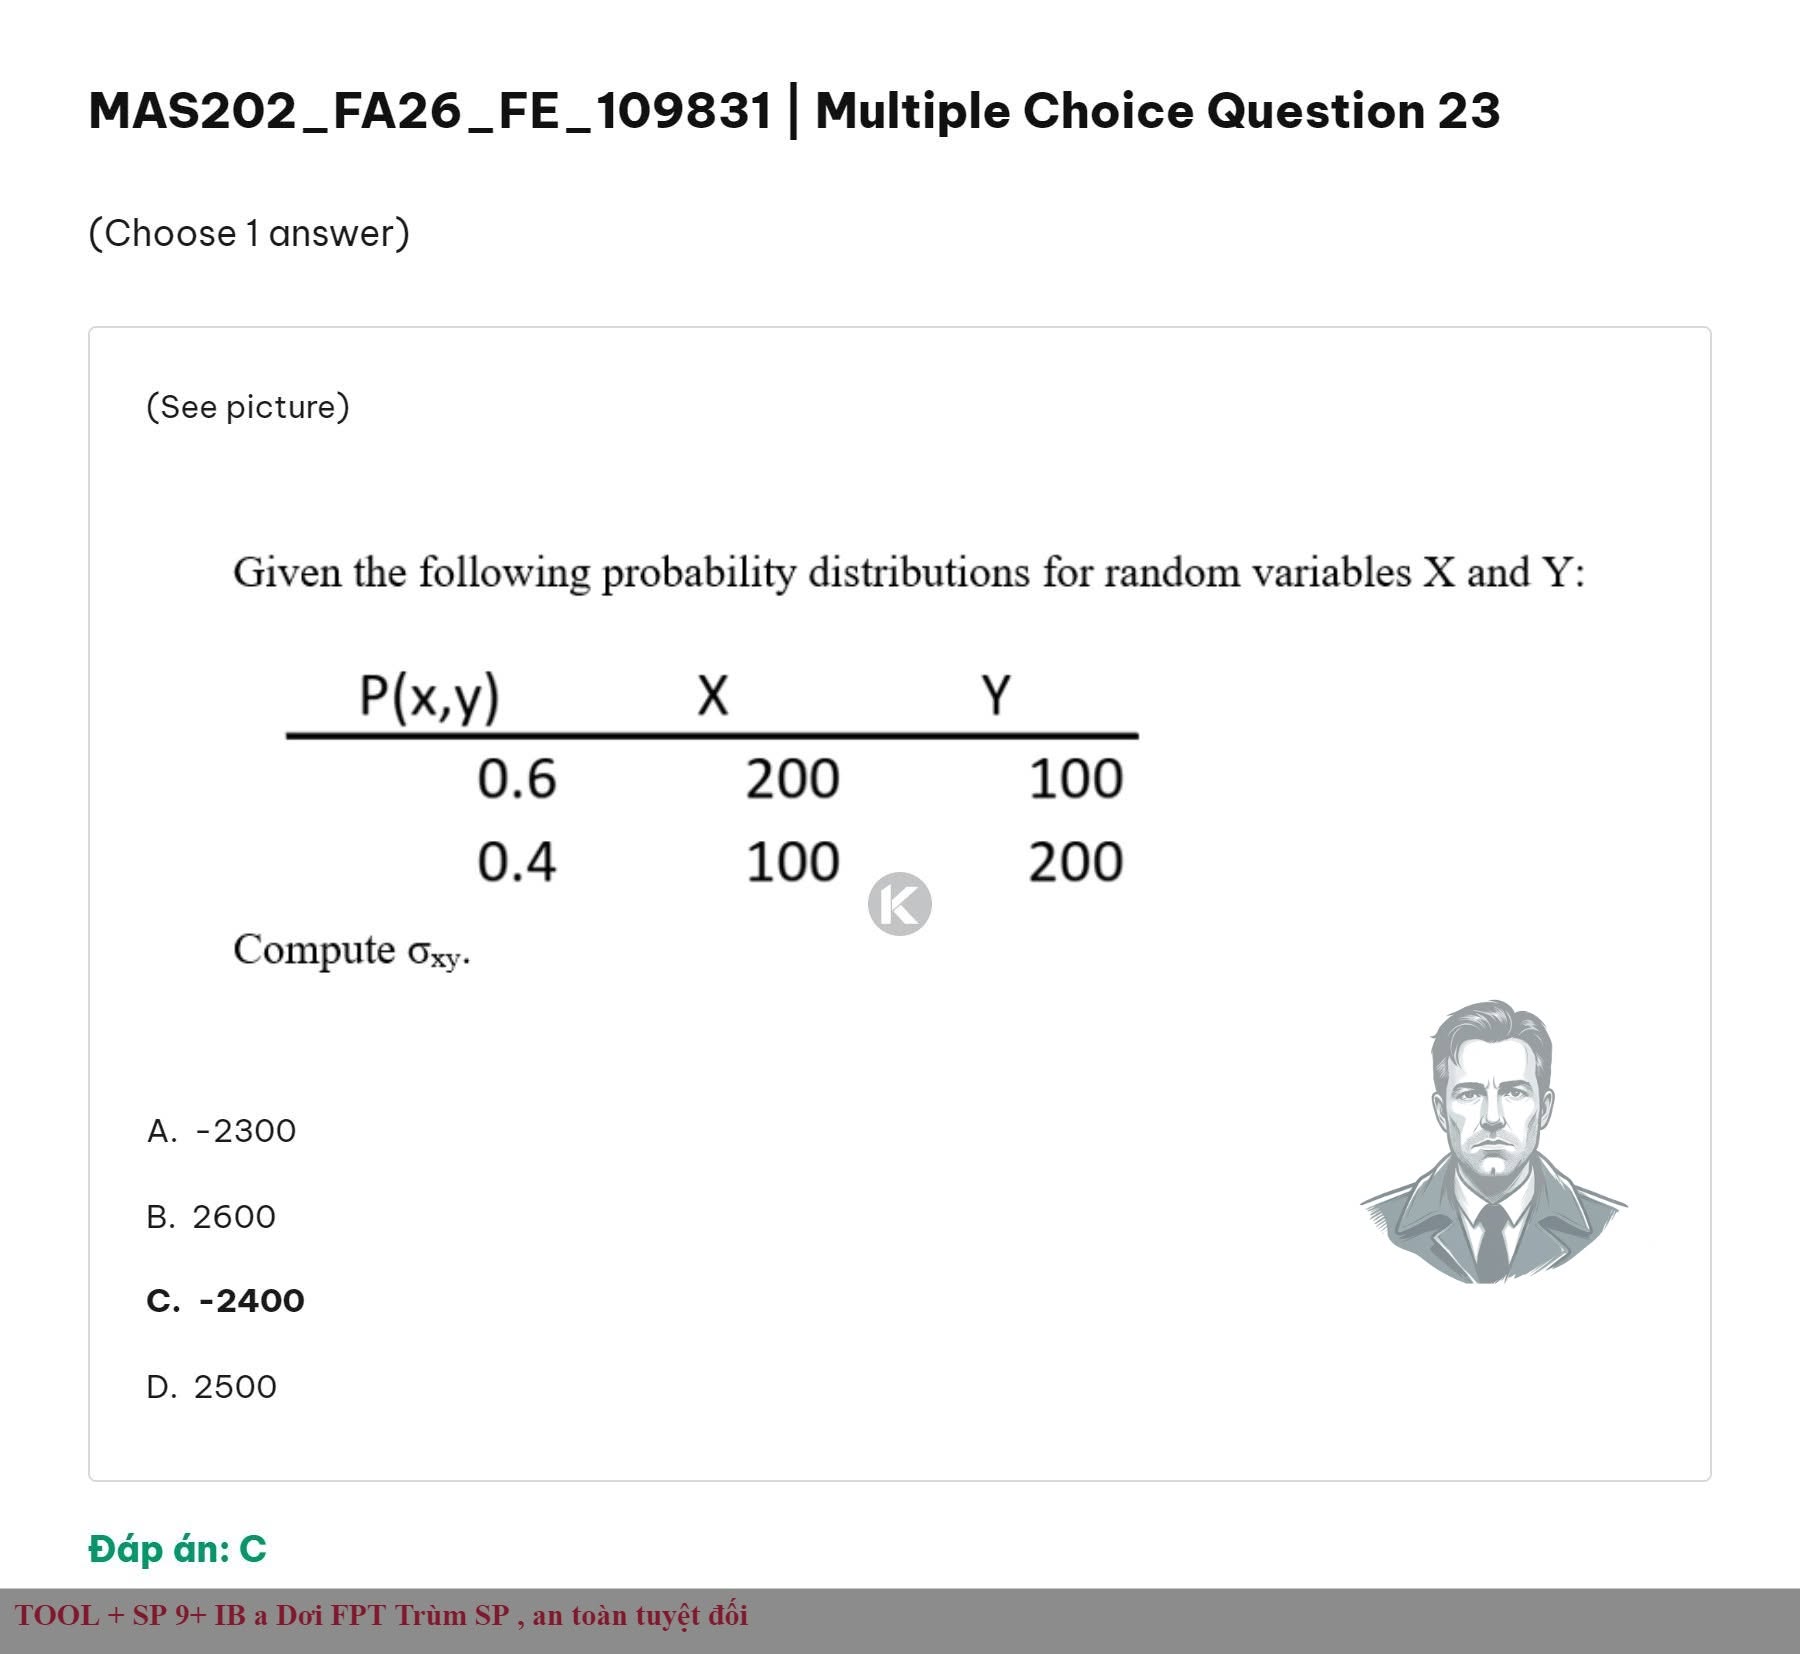 MAS202_FA26_FE_109831 | Multiple Choice Question 23
(Choose 1 answer)
(See picture)
Given the following probability distributions for random variables X and Y:
P(x,y) X Y
0.6 200 100
0.4 100 200
K
Compute σxy.
A. -2300
B. 2600
C. -2400
D. 2500
Đáp án: C
TOOL + SP 9+ IB a Dơi FPT Trùm SP , an toàn tuyệt đối